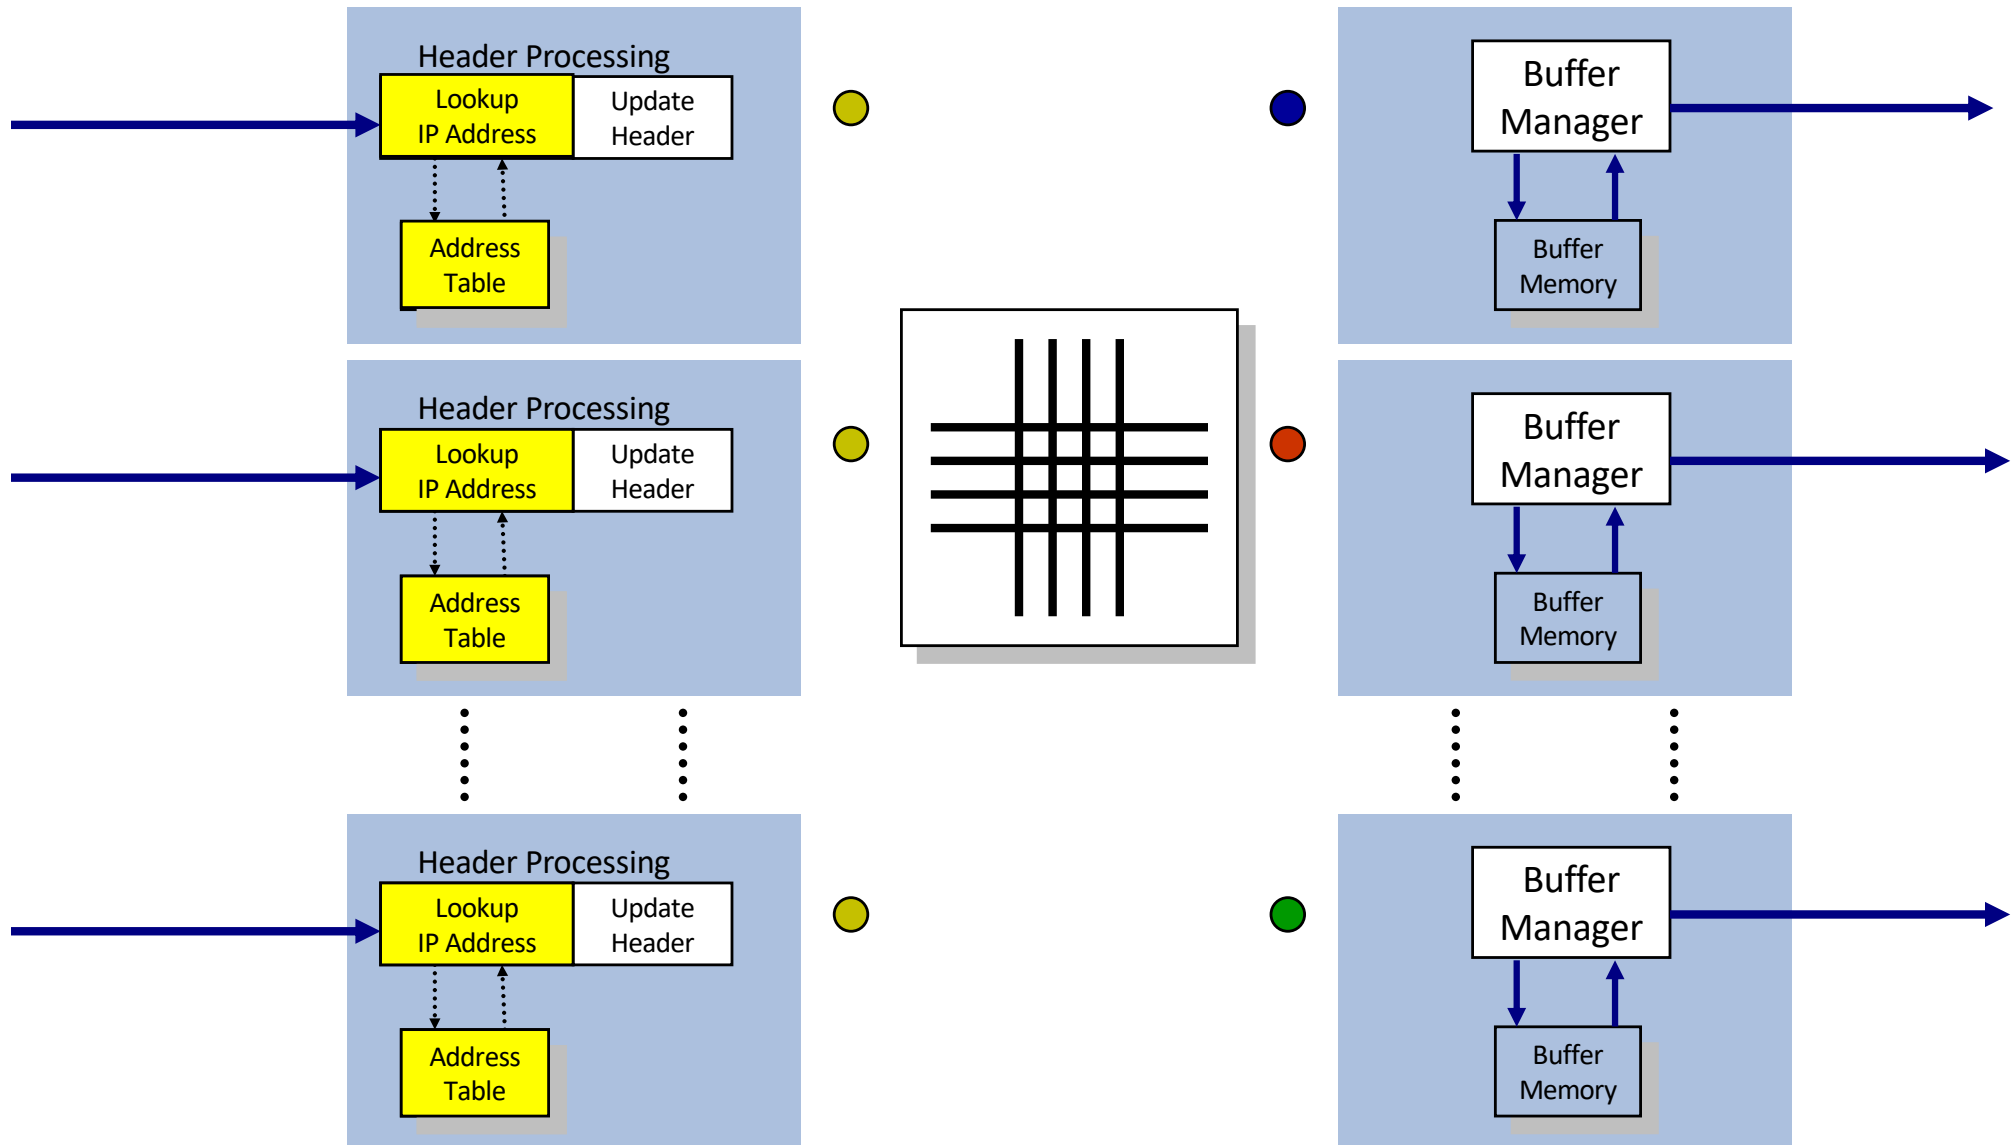 Header Processing
Lookup
IP Address
Update
Header
Address
Table
Buffer
Manager
Buffer
Memory
Header Processing
Lookup
IP Address
Update
Header
Address
Table
Buffer
Manager
Buffer
Memory
Header Processing
Lookup
IP Address
Update
Header
Address
Table
Buffer
Manager
Buffer
Memory